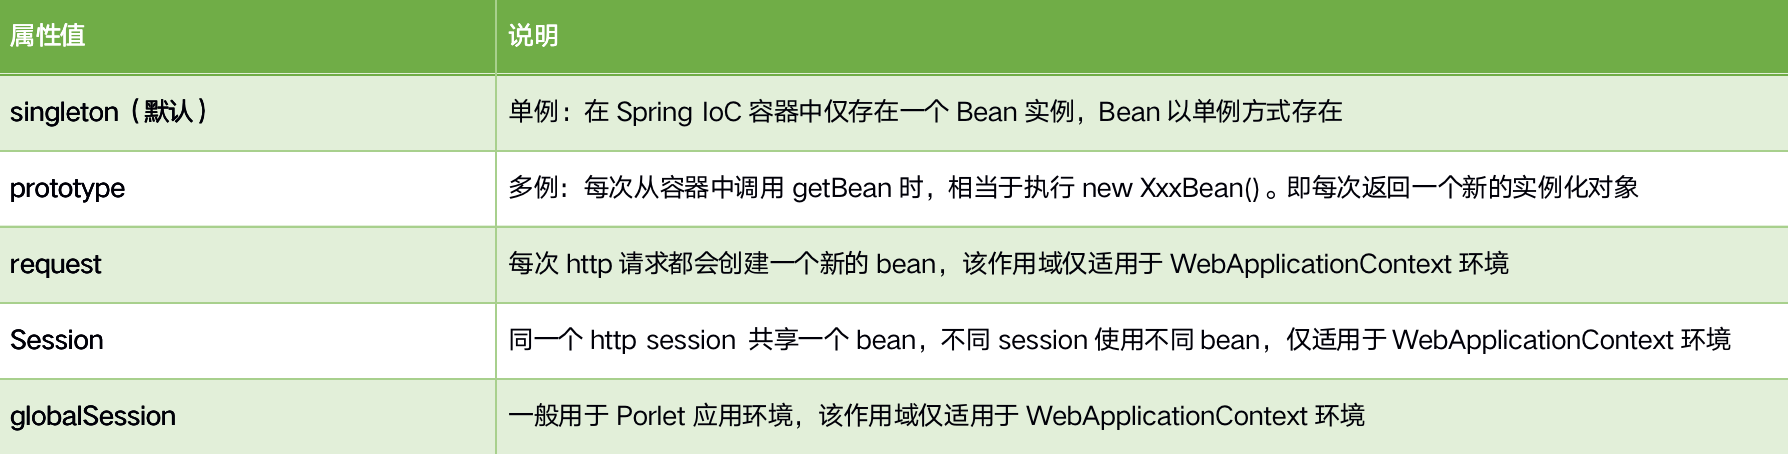 属性值 说明
singleton（默认） 单例：在 Spring IoC 容器中仅存在一个 Bean 实例，Bean 以单例方式存在
prototype 多例：每次从容器中调用 getBean 时，相当于执行 new XxxBean()。即每次返回一个新的实例化对象
request 每次 http 请求都会创建一个新的 bean，该作用域仅适用于 WebApplicationContext 环境
Session 同一个 http session 共享一个 bean，不同 session 使用不同 bean，仅适用于 WebApplicationContext 环境
globalSession 一般用于 Porlet 应用环境，该作用域仅适用于 WebApplicationContext 环境